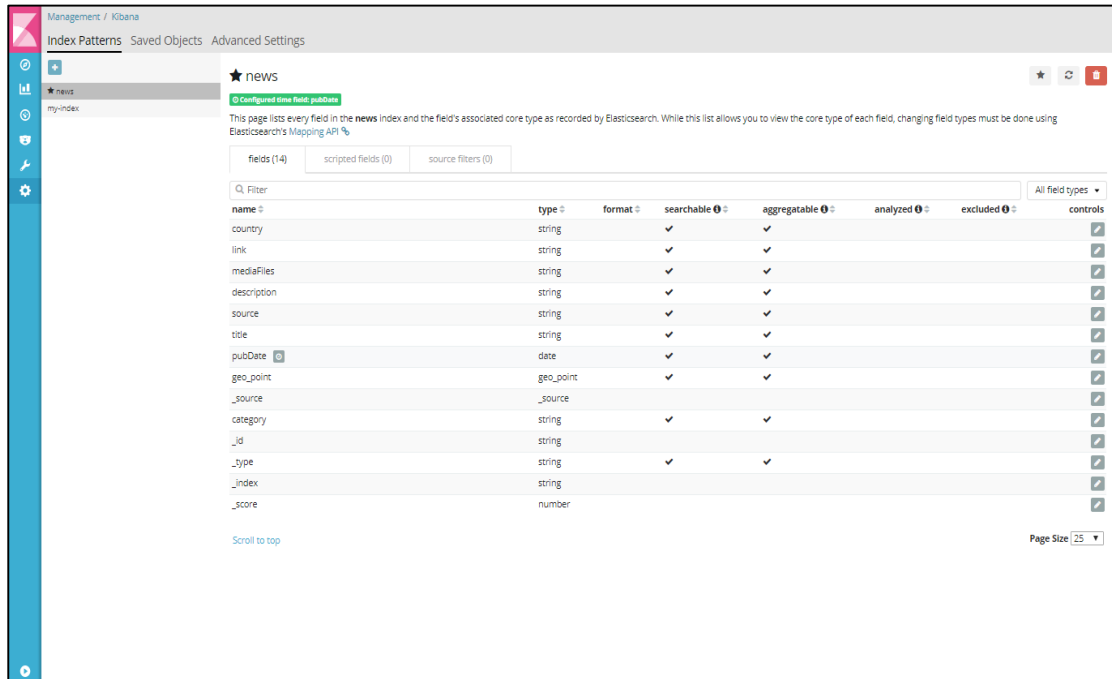 Management / Kibana
Index Patterns Saved Objects Advanced Settings
news
my-index
news
Configured time field: pubDate
This page lists every field in the news index and the field's associated core type as recorded by Elasticsearch. While this list allows you to view the core type of each field, changing field types must be done using
Elasticsearch's Mapping API
fields (14) scripted fields (0) source filters (0)
Filter All field types
name type format searchable aggregatable analyzed excluded controls
country string
link string
mediaFiles string
description string
source string
title string
pubDate date
geo_point geo_point
_source _source
category string
_id string
_type string
_index string
_score number
Scroll to top Page Size 25